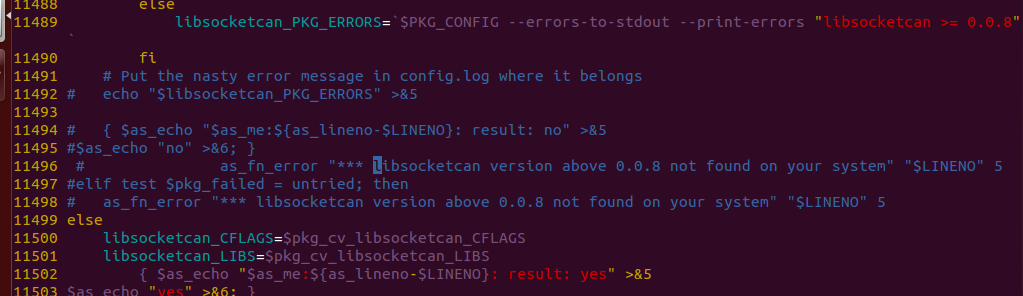 11488         else
11489             libsocketcan_PKG_ERRORS=`$PKG_CONFIG --errors-to-stdout --print-errors "libsocketcan >= 0.0.8"
`
11490         fi
11491     # Put the nasty error message in config.log where it belongs
11492 #   echo "$libsocketcan_PKG_ERRORS" >&5
11493
11494 #   { $as_echo "$as_me:${as_lineno-$LINENO}: result: no" >&5
11495 #$as_echo "no" >&6; }
11496  #               as_fn_error "*** libsocketcan version above 0.0.8 not found on your system" "$LINENO" 5
11497 #elif test $pkg_failed = untried; then
11498 #   as_fn_error "*** libsocketcan version above 0.0.8 not found on your system" "$LINENO" 5
11499 else
11500     libsocketcan_CFLAGS=$pkg_cv_libsocketcan_CFLAGS
11501     libsocketcan_LIBS=$pkg_cv_libsocketcan_LIBS
11502         { $as_echo "$as_me:${as_lineno-$LINENO}: result: yes" >&5
11503 $as_echo "yes" >&6; }